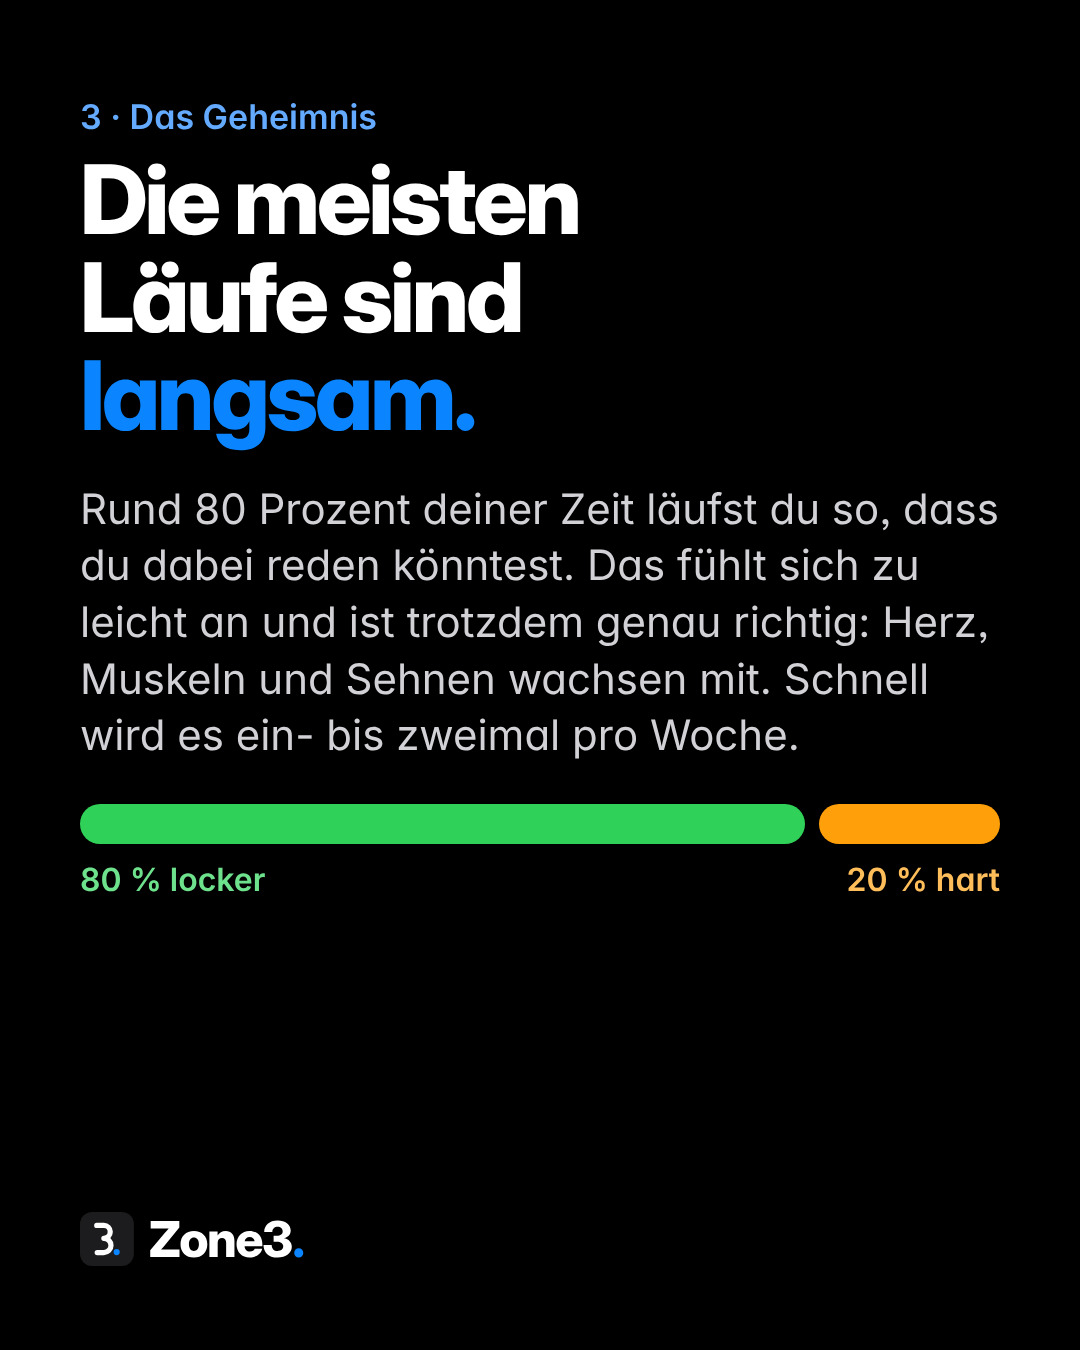 3 · Das Geheimnis
Die meisten
Läufe sind
langsam.
Rund 80 Prozent deiner Zeit läufst du so, dass
du dabei reden könntest. Das fühlt sich zu
leicht an und ist trotzdem genau richtig: Herz,
Muskeln und Sehnen wachsen mit. Schnell
wird es ein- bis zweimal pro Woche.
80 % locker
20 % hart
3. Zone3.